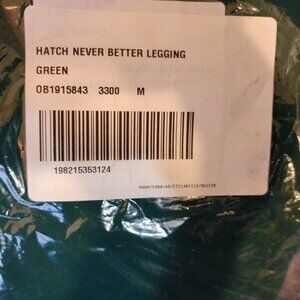 HATCH NEVER BETTER LEGGING
GREEN
OB1915843 3300 M
198215353124